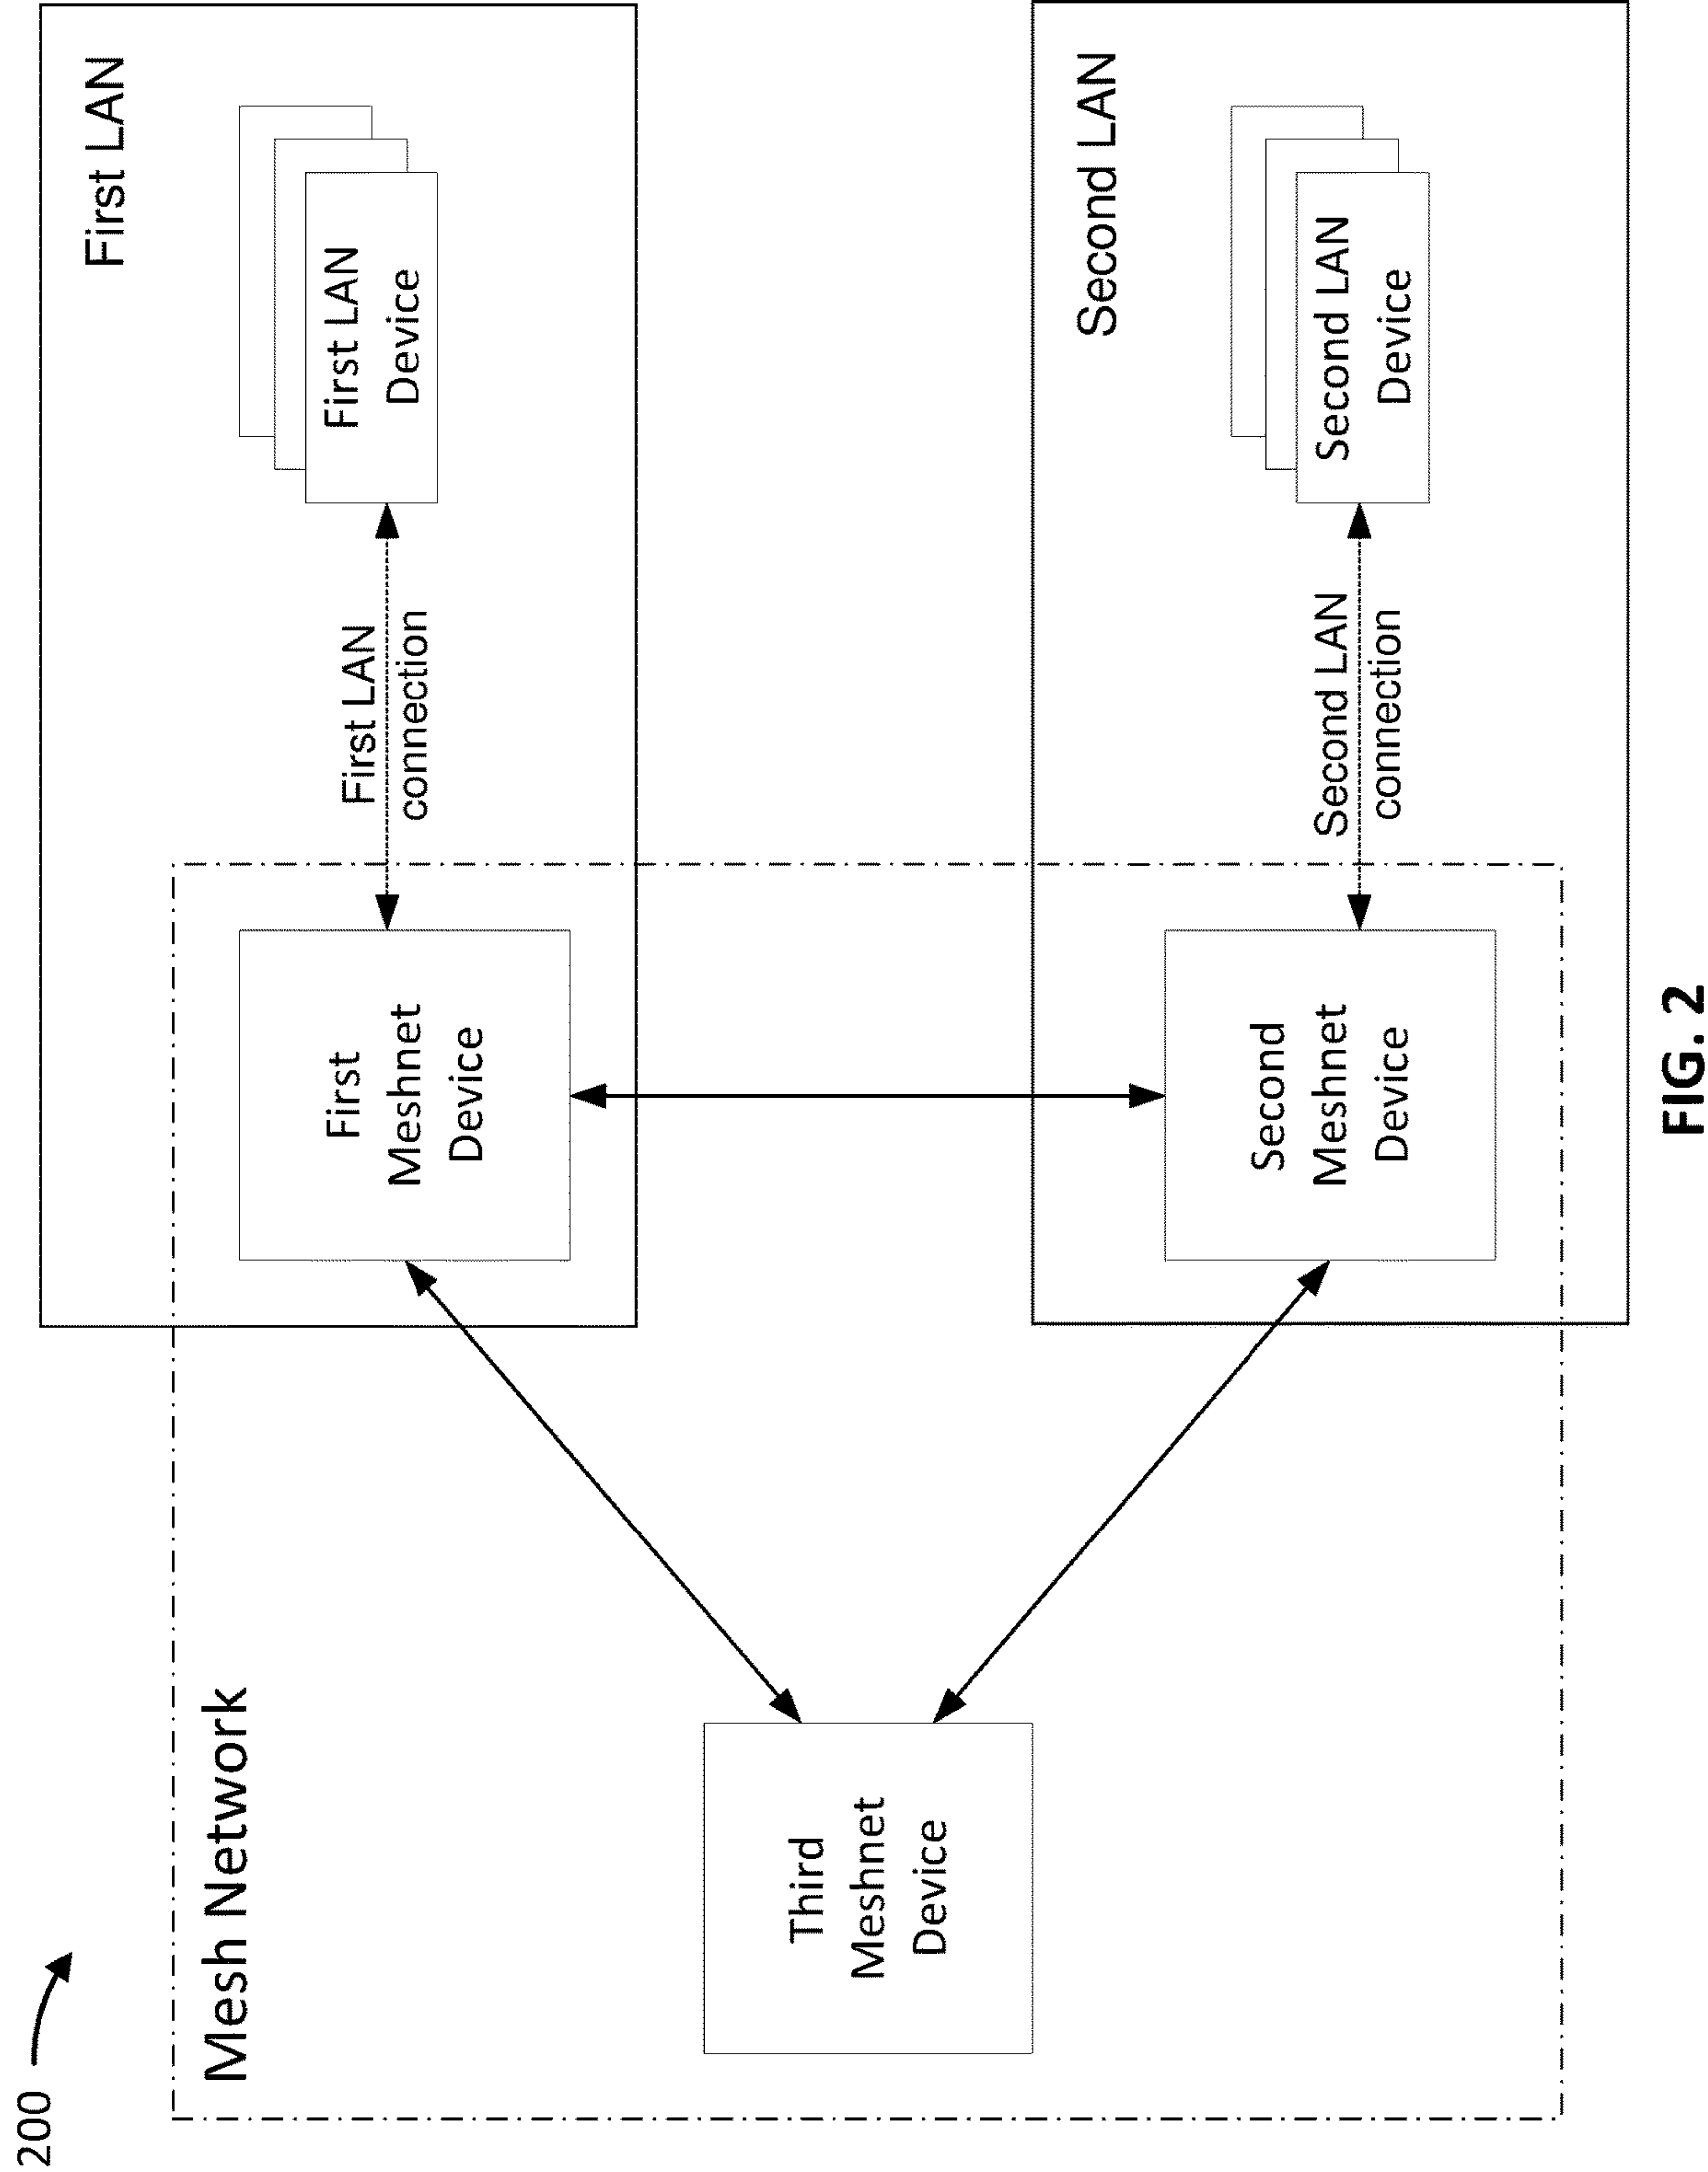 200
Mesh Network
First LAN
First
Meshnet
Device
First LAN
connection
First LAN
Device
Third
Meshnet
Device
Second LAN
Second
Meshnet
Device
Second LAN
connection
Second LAN
Device
FIG. 2